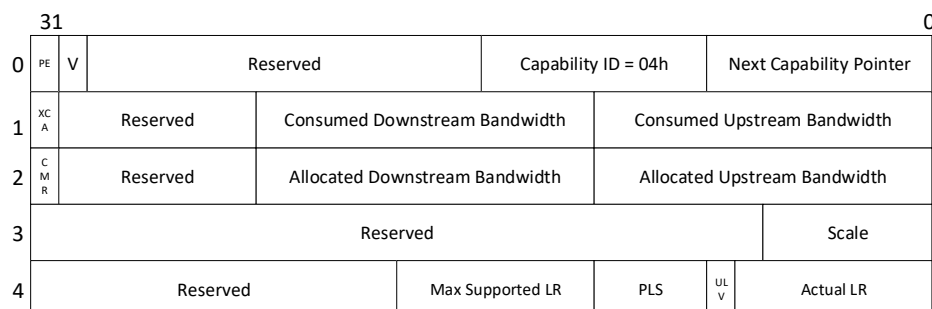 31 0
0 PE V Reserved Capability ID = 04h Next Capability Pointer
1 XC A Reserved Consumed Downstream Bandwidth Consumed Upstream Bandwidth
2 C M R Reserved Allocated Downstream Bandwidth Allocated Upstream Bandwidth
3 Reserved Scale
4 Reserved Max Supported LR PLS UL V Actual LR